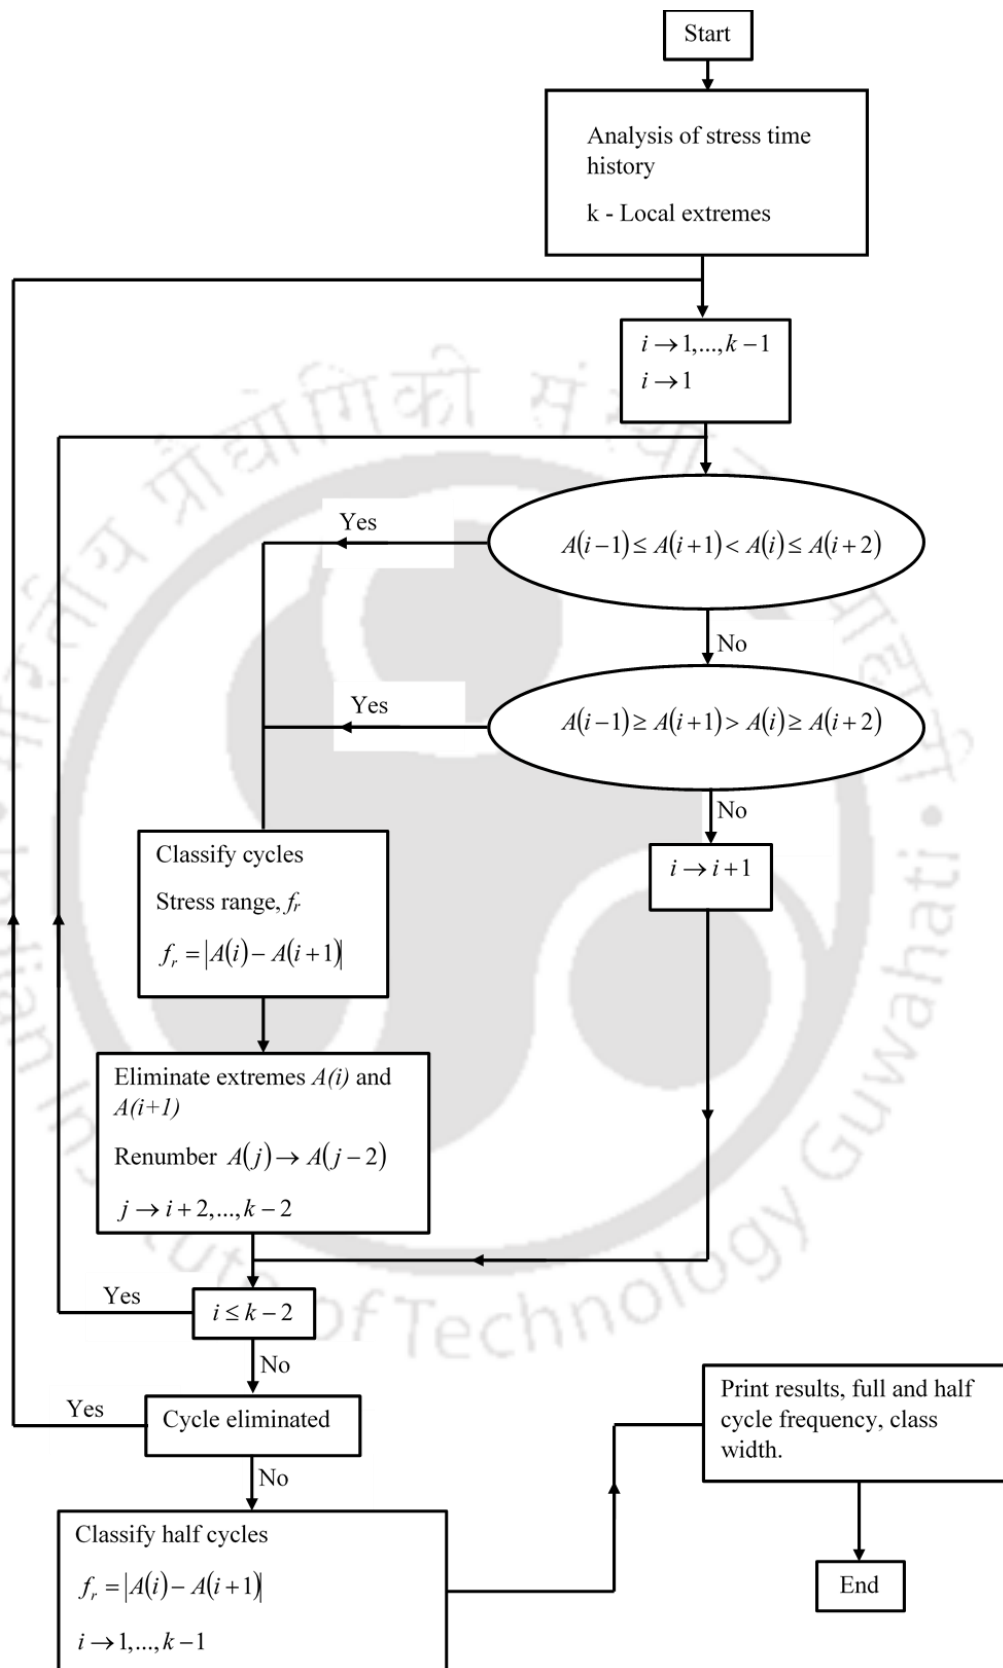 Start
Analysis of stress time
history
k - Local extremes
i → 1,...,k − 1
i → 1
A(i−1) ≤ A(i+1) < A(i) ≤ A(i+2)
Yes
No
A(i−1) ≥ A(i+1) > A(i) ≥ A(i+2)
Yes
No
i → i+1
Classify cycles
Stress range, fᵣ
fᵣ = |A(i) − A(i+1)|
Eliminate extremes A(i) and
A(i+1)
Renumber A(j) → A(j−2)
j → i+2,...,k−2
i ≤ k−2
Yes
No
Cycle eliminated
Yes
No
Classify half cycles
fᵣ = |A(i) − A(i+1)|
i → 1,...,k−1
Print results, full and half
cycle frequency, class
width.
End
of Technology Guwahati